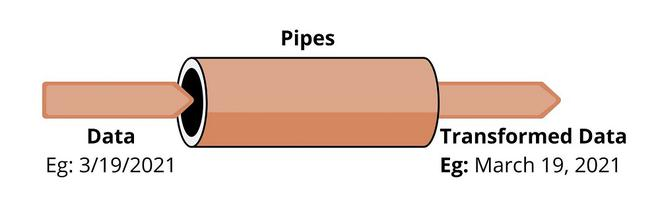 Pipes
Data
Eg: 3/19/2021
Transformed Data
Eg: March 19, 2021